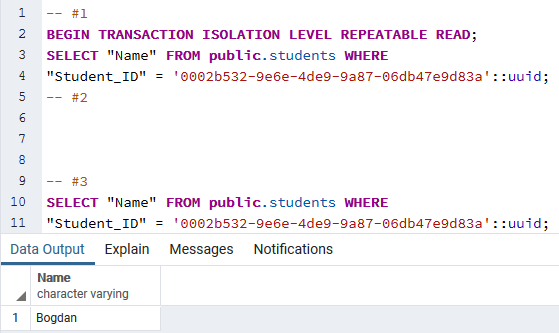 1 -- #1
2 BEGIN TRANSACTION ISOLATION LEVEL REPEATABLE READ;
3 SELECT "Name" FROM public.students WHERE
4 "Student_ID" = '0002b532-9e6e-4de9-9a87-06db47e9d83a'::uuid;
5 -- #2
6
7
8
9 -- #3
10 SELECT "Name" FROM public.students WHERE
11 "Student_ID" = '0002b532-9e6e-4de9-9a87-06db47e9d83a'::uuid;
Data Output Explain Messages Notifications
Name
character varying
1 Bogdan